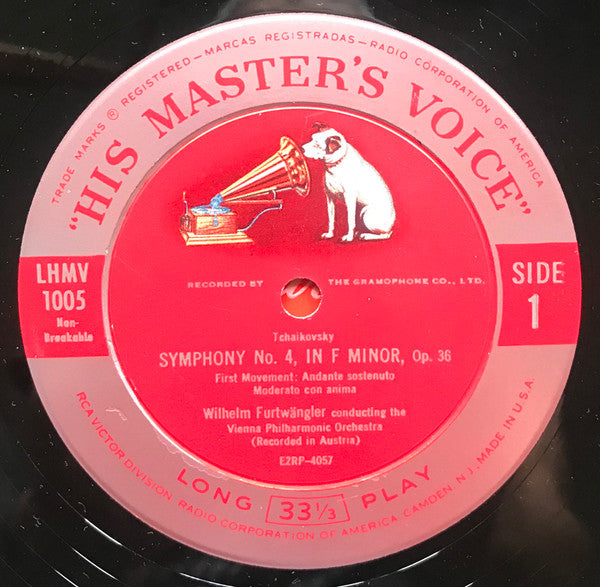 TRADE MARKS ® REGISTERED—MARCAS REGISTRADAS—RADIO CORPORATION OF AMERICA
"HIS MASTER'S VOICE"
LHMV
1005
Non-
Breakable
SIDE
1
RECORDED BY THE GRAMOPHONE CO., LTD.
Tchaikovsky
SYMPHONY No. 4, IN F MINOR, Op. 36
First Movement: Andante sostenuto
Moderato con anima
Wilhelm Furtwängler conducting the
Vienna Philharmonic Orchestra
(Recorded in Austria)
E2RP-4057
LONG 33 1/3 PLAY
RCA VICTOR DIVISION, RADIO CORPORATION OF AMERICA, CAMDEN, N. J.-MADE IN U.S.A.